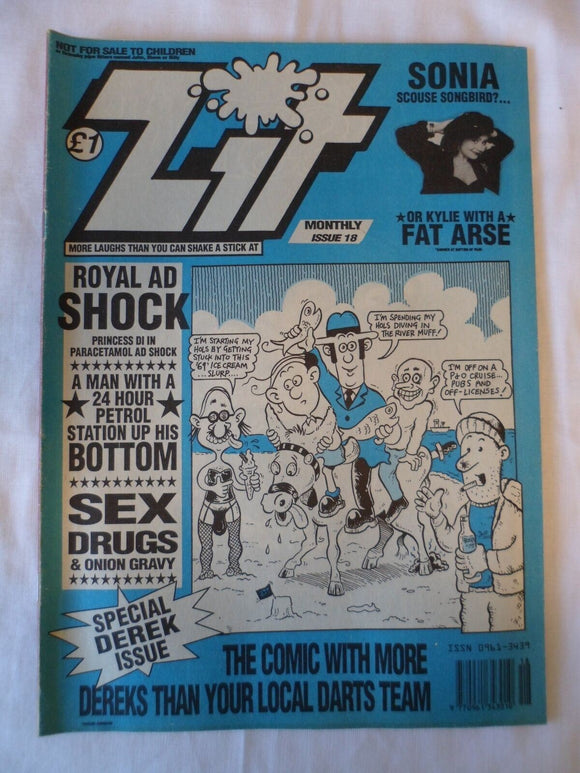 NOT FOR SALE TO CHILDREN
Zit
£1
MORE LAUGHS THAN YOU CAN SHAKE A STICK AT
MONTHLY
ISSUE 18
SONIA
SCOUSE SONGBIRD?...
★OR KYLIE WITH A★
FAT ARSE
ROYAL AD
SHOCK
PRINCESS DI IN
PARACETAMOL AD SHOCK
A MAN WITH A
★ 24 HOUR ★
PETROL
STATION UP HIS
BOTTOM
SEX
DRUGS
& ONION GRAVY
I'M STARTING MY
HOLS BY GETTING
STUCK INTO THIS
'69' ICE CREAM
... SLURP....
I'M SPENDING MY
HOLS DIVING IN
THE RIVER MUFF!
I'M OFF ON A
P&O CRUISE...
PUBS AND
OFF-LICENSES!
SPECIAL
DEREK
ISSUE
THE COMIC WITH MORE
DEREKS THAN YOUR LOCAL DARTS TEAM
ISSN 0961-3439
18
9 770961 343018